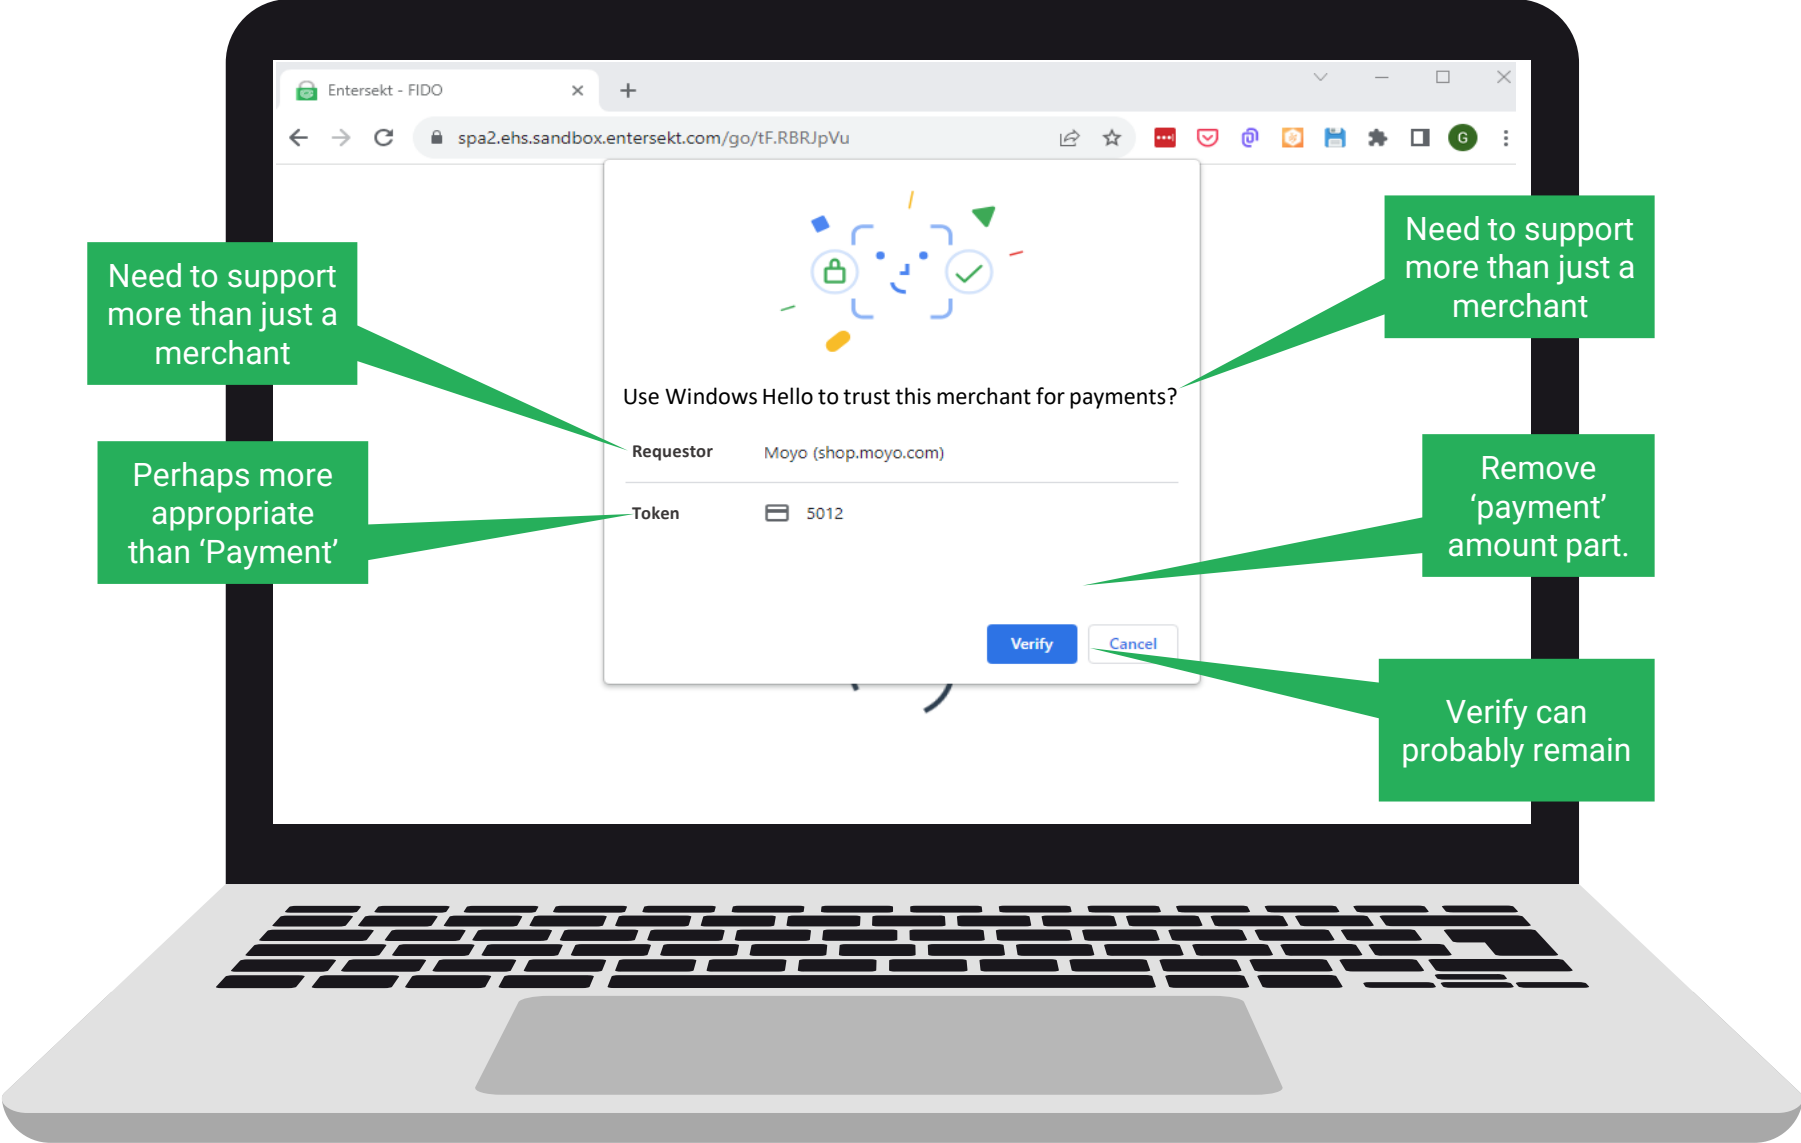 Entersekt - FIDO
spa2.ehs.sandbox.entersekt.com/go/tF.RBRJpVu
G
Need to support
more than just a
merchant
Need to support
more than just a
merchant
Use Windows Hello to trust this merchant for payments?
Requestor
Moyo (shop.moyo.com)
Perhaps more
appropriate
than ‘Payment’
Token
5012
Remove
‘payment’
amount part.
Verify
Cancel
Verify can
probably remain